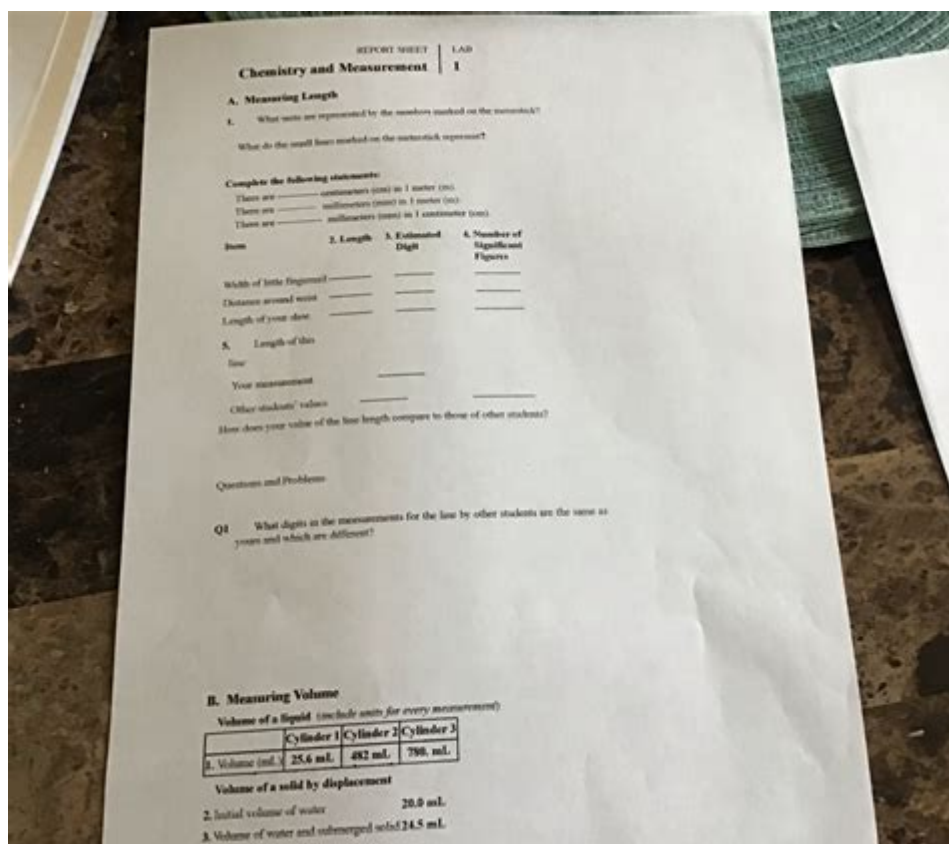 REPORT SHEET | LAB
Chemistry and Measurement | 1
A. Measuring Length
1. What units are represented by the numbers marked on the meterstick?
What do the small lines marked on the meterstick represent?
Complete the following statements:
There are ________ centimeters (cm) in 1 meter (m).
There are ________ millimeters (mm) in 1 meter (m).
There are ________ millimeters (mm) in 1 centimeter (cm).
Item 2. Length 3. Estimated Digit 4. Number of Significant Figures
Width of little fingernail
Distance around wrist
Length of your shoe
5. Length of this
line
Your measurement
Other students' values
How does your value of the line length compare to those of other students?
Questions and Problems
Q1 What digits in the measurements for the line by other students are the same as
yours and which are different?
B. Measuring Volume
Volume of a liquid (include units for every measurement)
Cylinder 1 Cylinder 2 Cylinder 3
1. Volume (mL) 25.6 mL 482 mL 780. mL
Volume of a solid by displacement
2. Initial volume of water 20.0 mL
3. Volume of water and submerged solid 24.5 mL